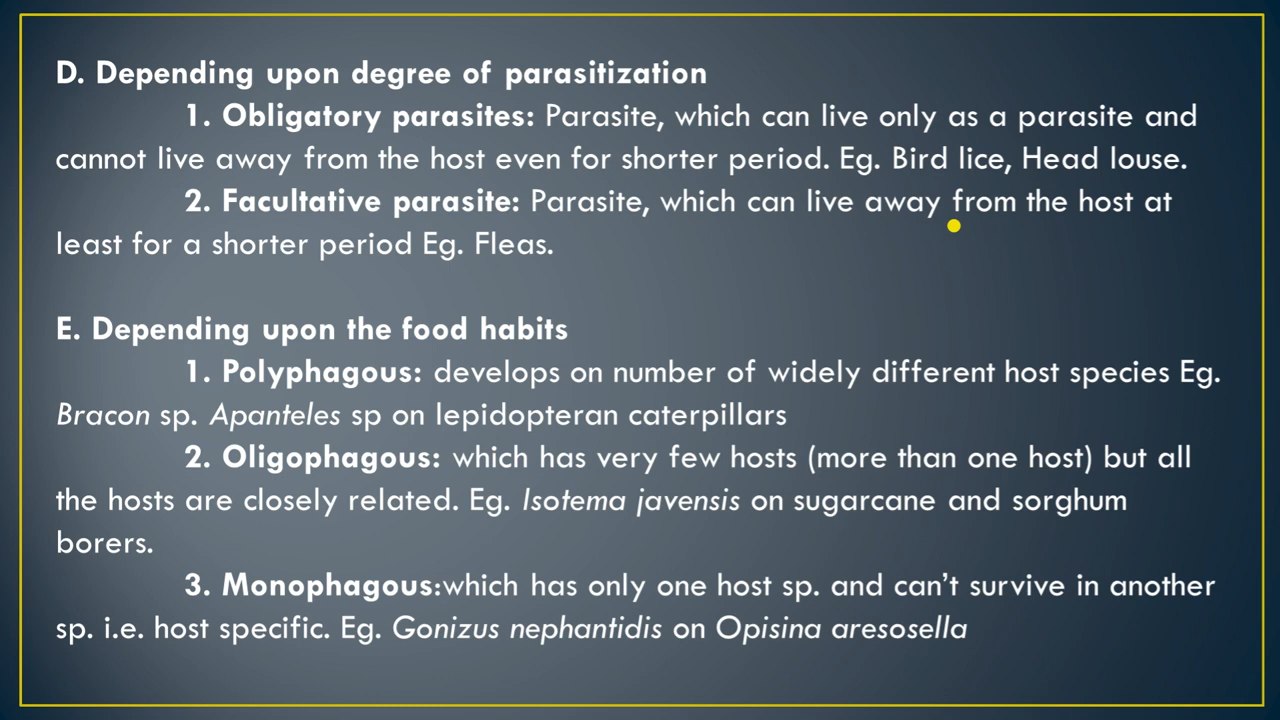 D. Depending upon degree of parasitization
1. Obligatory parasites: Parasite, which can live only as a parasite and
cannot live away from the host even for shorter period. Eg. Bird lice, Head louse.
2. Facultative parasite: Parasite, which can live away from the host at
least for a shorter period Eg. Fleas.
E. Depending upon the food habits
1. Polyphagous: develops on number of widely different host species Eg.
Bracon sp. Apanteles sp on lepidopteran caterpillars
2. Oligophagous: which has very few hosts (more than one host) but all
the hosts are closely related. Eg. Isotema javensis on sugarcane and sorghum
borers.
3. Monophagous:which has only one host sp. and can’t survive in another
sp. i.e. host specific. Eg. Gonizus nephantidis on Opisina aresosella